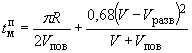 t_м^п = πR / 2V_пов + 0,68(V − V_разв)² / V + V_пов